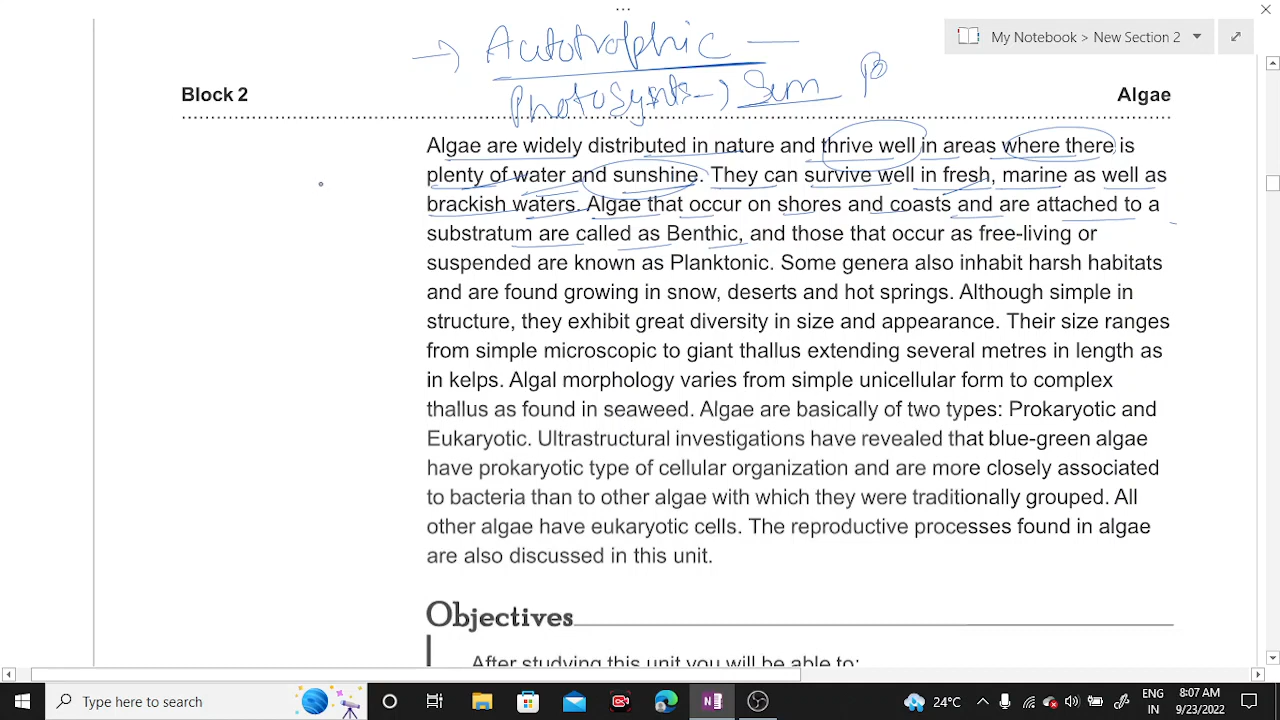 ...
→ Autotrophic —
My Notebook > New Section 2
Photosynts → Sun
Block 2
Algae
Algae are widely distributed in nature and thrive well in areas where there is
plenty of water and sunshine. They can survive well in fresh, marine as well as
brackish waters. Algae that occur on shores and coasts and are attached to a
substratum are called as Benthic, and those that occur as free-living or
suspended are known as Planktonic. Some genera also inhabit harsh habitats
and are found growing in snow, deserts and hot springs. Although simple in
structure, they exhibit great diversity in size and appearance. Their size ranges
from simple microscopic to giant thallus extending several metres in length as
in kelps. Algal morphology varies from simple unicellular form to complex
thallus as found in seaweed. Algae are basically of two types: Prokaryotic and
Eukaryotic. Ultrastructural investigations have revealed that blue-green algae
have prokaryotic type of cellular organization and are more closely associated
to bacteria than to other algae with which they were traditionally grouped. All
other algae have eukaryotic cells. The reproductive processes found in algae
are also discussed in this unit.
Objectives
After studying this unit you will be able to:
Type here to search
24°C
ENG
IN
8:07 AM
9/23/2022